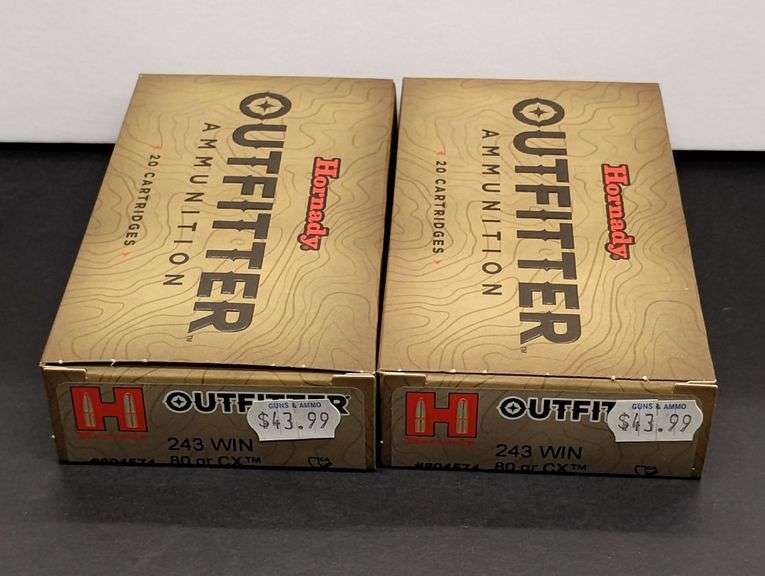 Hornady
OUTFITTER
AMMUNITION
20 CARTRIDGES
Hornady
OUTFITTER
AMMUNITION
20 CARTRIDGES
H
OUTFITTER
GUNS & AMMO
$43.99
243 WIN
80 gr CX™
H
OUTFIT
GUNS & AMMO
$43.99
243 WIN
80 gr CX™